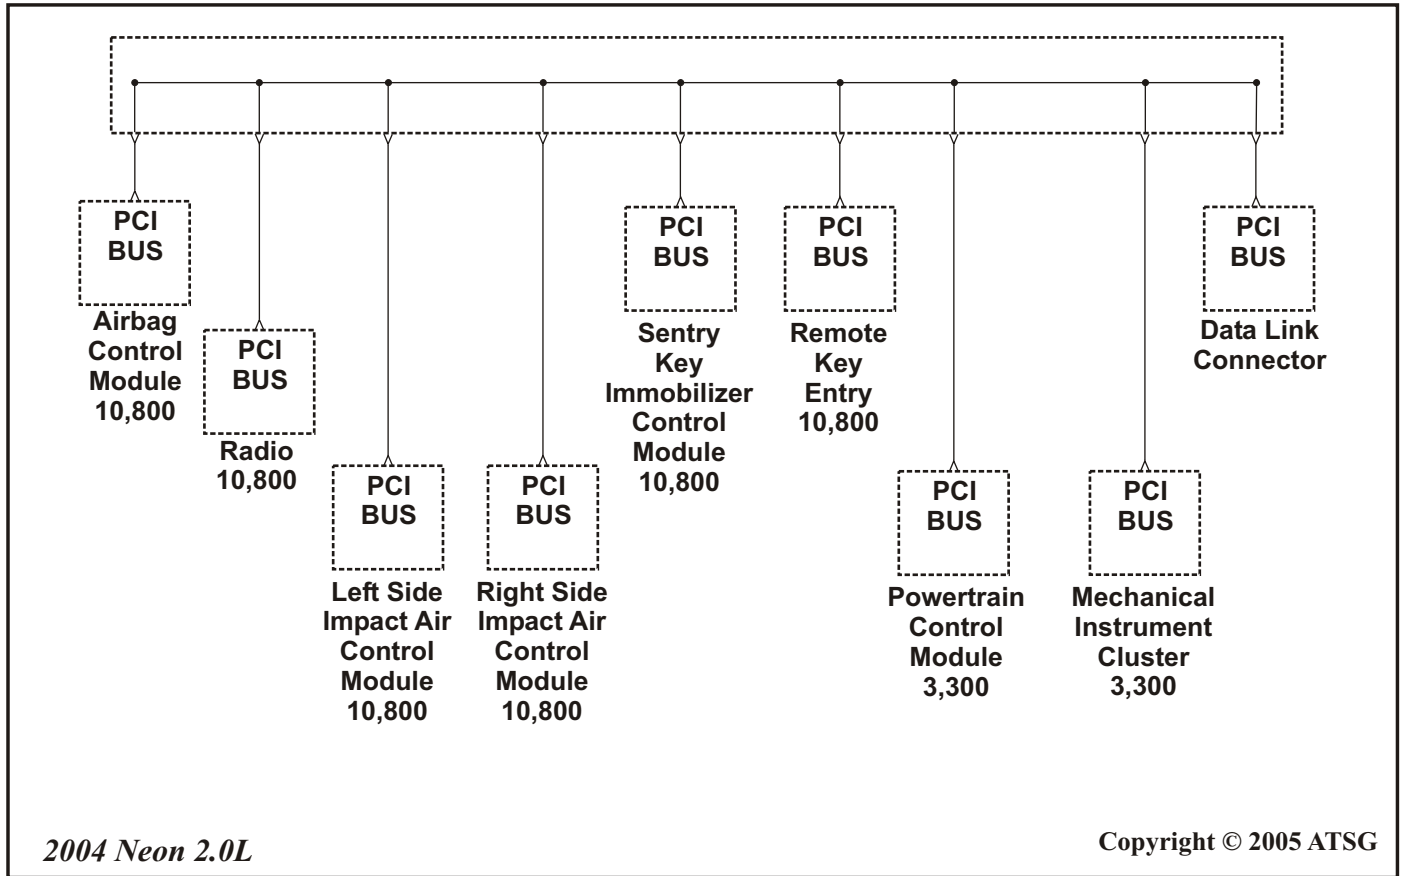 PCI
BUS
Airbag
Control
Module
10,800
PCI
BUS
Radio
10,800
PCI
BUS
Left Side
Impact Air
Control
Module
10,800
PCI
BUS
Right Side
Impact Air
Control
Module
10,800
PCI
BUS
Sentry
Key
Immobilizer
Control
Module
10,800
PCI
BUS
Remote
Key
Entry
10,800
PCI
BUS
Powertrain
Control
Module
3,300
PCI
BUS
Mechanical
Instrument
Cluster
3,300
PCI
BUS
Data Link
Connector
2004 Neon 2.0L
Copyright © 2005 ATSG